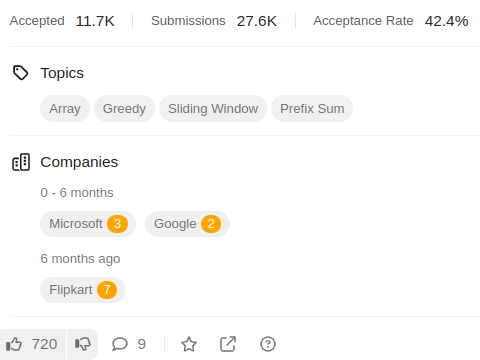 Accepted 11.7K Submissions 27.6K Acceptance Rate 42.4%
Topics
Array Greedy Sliding Window Prefix Sum
Companies
0 - 6 months
Microsoft 3 Google 2
6 months ago
Flipkart 7
720 9